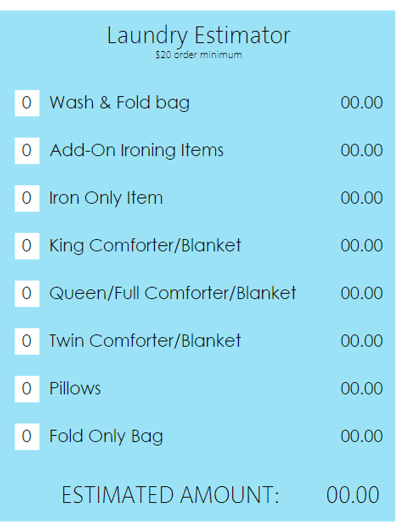 Laundry Estimator
$20 order minimum
0 Wash & Fold bag 00.00
0 Add-On Ironing Items 00.00
0 Iron Only Item 00.00
0 King Comforter/Blanket 00.00
0 Queen/Full Comforter/Blanket 00.00
0 Twin Comforter/Blanket 00.00
0 Pillows 00.00
0 Fold Only Bag 00.00
ESTIMATED AMOUNT: 00.00